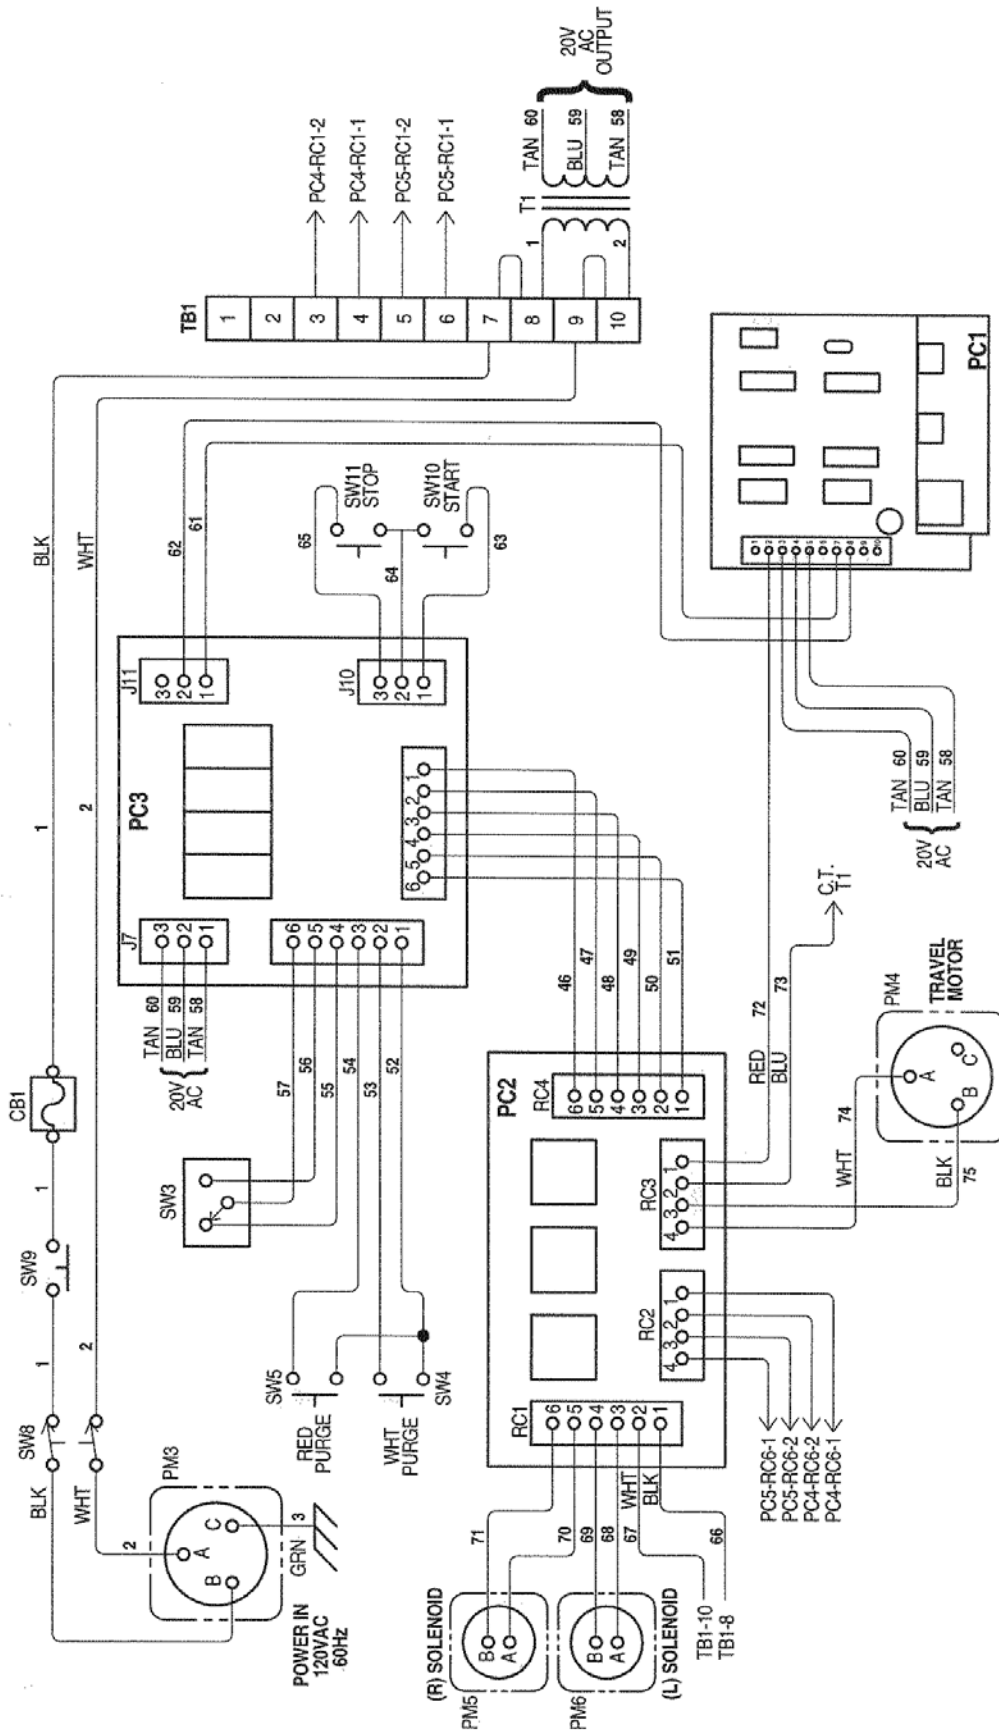 POWER IN
120VAC
60Hz
PM3
A
B
C
GRN
3
BLK
WHT
2
SW8
1
2
SW9
1
CB1
1
2
BLK
WHT
TB1
1
2
3
4
5
6
7
8
9
10
PC4-RC1-2
PC4-RC1-1
PC5-RC1-2
PC5-RC1-1
1
2
T1
TAN 60
BLU 59
TAN 58
20V
AC
OUTPUT
SW3
RED
PURGE
SW5
WHT
PURGE
SW4
57
56
55
54
53
52
20V
AC
TAN 60
BLU 59
TAN 58
PC3
J7
3
2
1
6
5
4
3
2
1
J11
3
2
1
J10
3
2
1
6
5
4
3
2
1
62
61
65
64
63
SW11
STOP
SW10
START
46
47
48
49
50
51
(R) SOLENOID
PM5
B
A
(L) SOLENOID
PM6
B
A
71
70
69
68
WHT
67
BLK
66
TB1-10
TB1-8
PC2
RC1
6
5
4
3
2
1
RC2
4
3
2
1
RC3
4
3
2
1
RC4
6
5
4
3
2
1
PC5-RC6-1
PC5-RC6-2
PC4-RC6-2
PC4-RC6-1
WHT
74
BLK
75
PM4
A
B
C
TRAVEL
MOTOR
RED
72
BLU
73
C.T.
T1
20V
AC
TAN 60
BLU 59
TAN 58
PC1